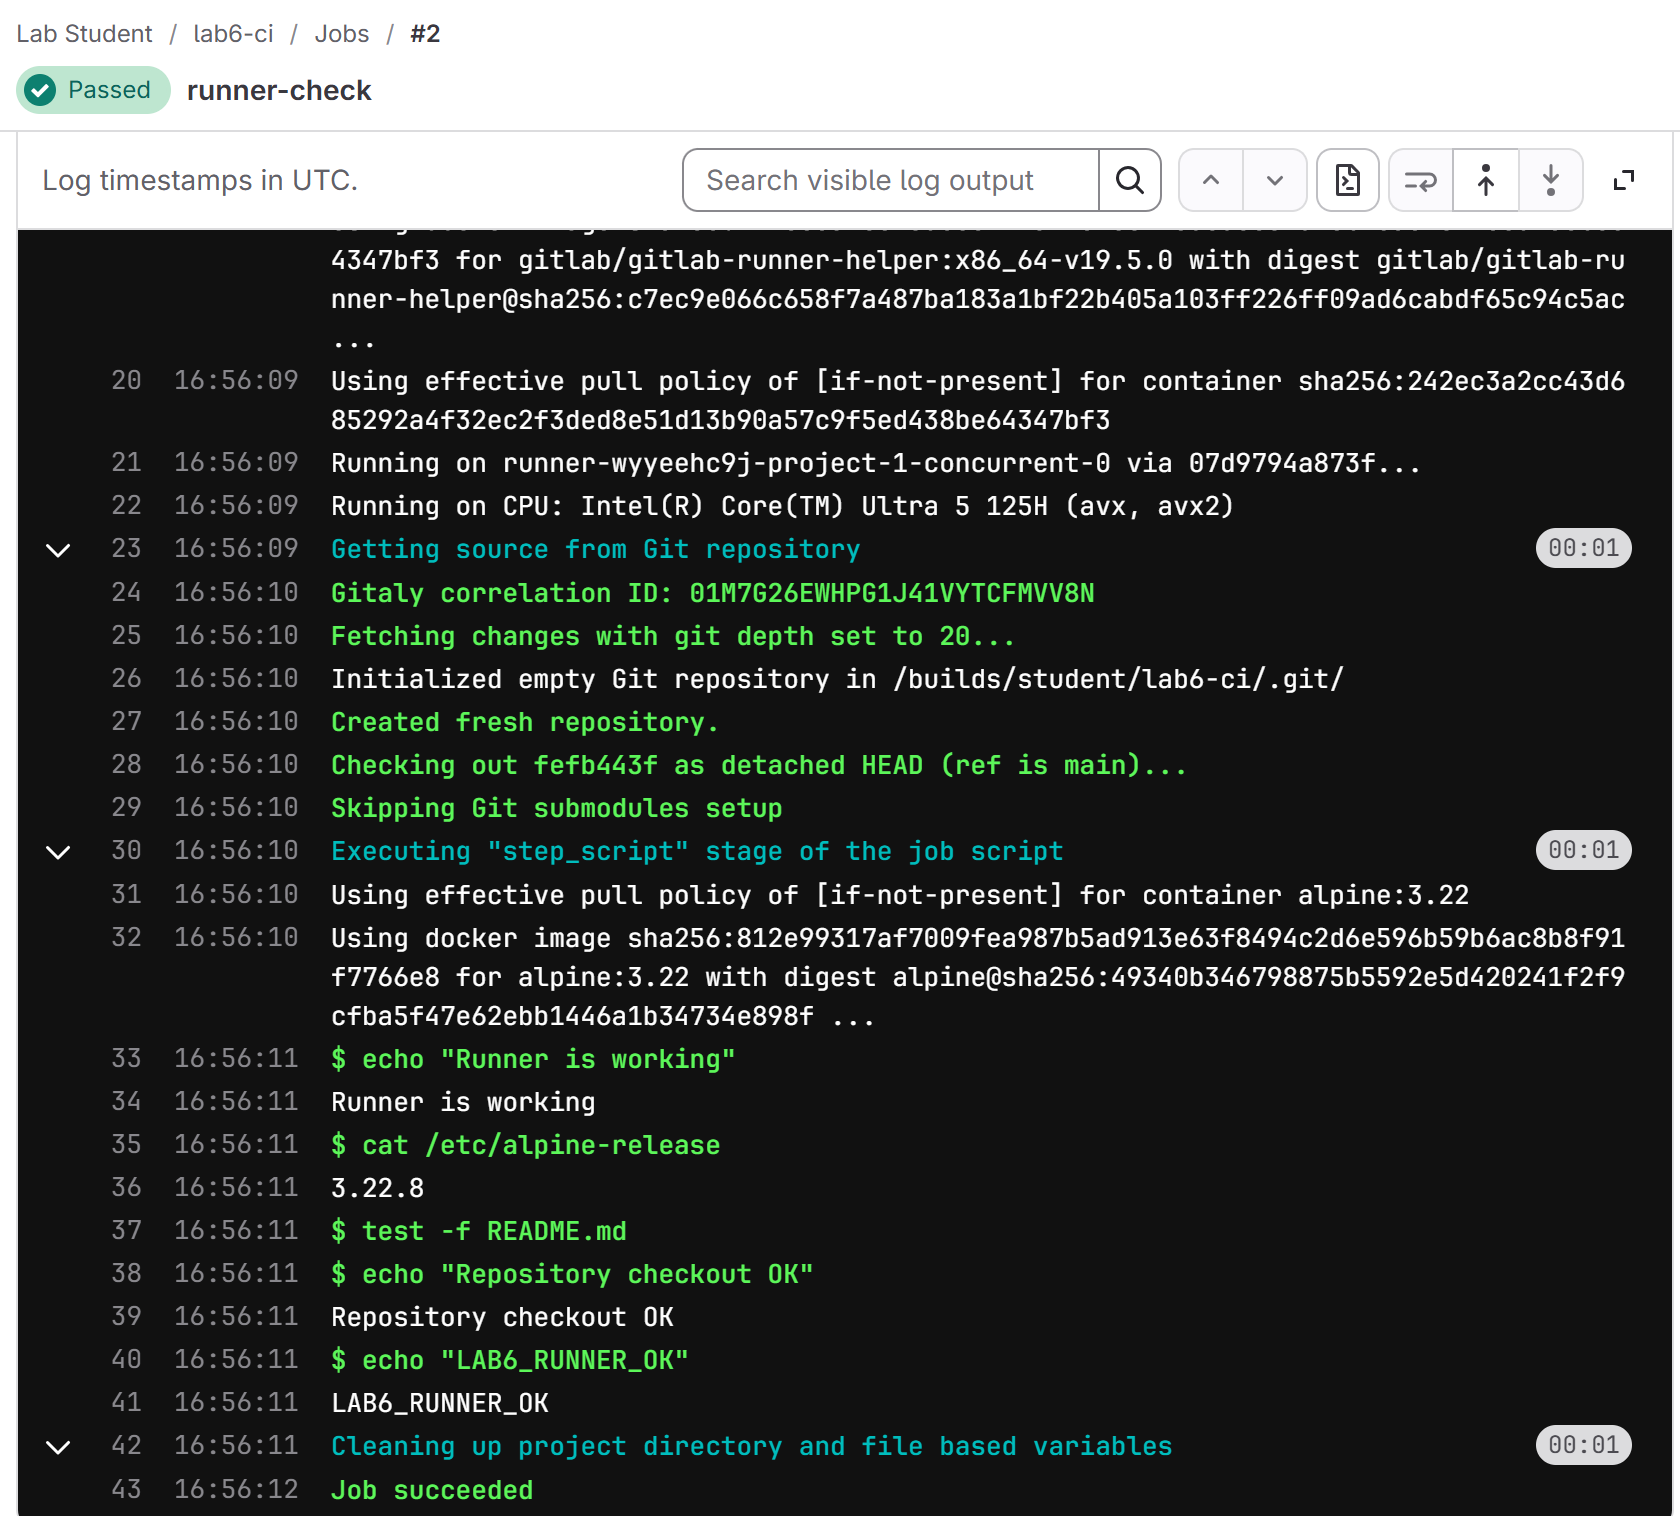 Lab Student / lab6-ci / Jobs / #2
Passed runner-check
Log timestamps in UTC.
Search visible log output
4347bf3 for gitlab/gitlab-runner-helper:x86_64-v19.5.0 with digest gitlab/gitlab-ru
nner-helper@sha256:c7ec9e066c658f7a487ba183a1bf22b405a103ff226ff09ad6cabdf65c94c5ac
...
20 16:56:09 Using effective pull policy of [if-not-present] for container sha256:242ec3a2cc43d6
85292a4f32ec2f3ded8e51d13b90a57c9f5ed438be64347bf3
21 16:56:09 Running on runner-wyyeehc9j-project-1-concurrent-0 via 07d9794a873f...
22 16:56:09 Running on CPU: Intel(R) Core(TM) Ultra 5 125H (avx, avx2)
23 16:56:09 Getting source from Git repository 00:01
24 16:56:10 Gitaly correlation ID: 01M7G26EWHPG1J41VYTCFMVV8N
25 16:56:10 Fetching changes with git depth set to 20...
26 16:56:10 Initialized empty Git repository in /builds/student/lab6-ci/.git/
27 16:56:10 Created fresh repository.
28 16:56:10 Checking out fefb443f as detached HEAD (ref is main)...
29 16:56:10 Skipping Git submodules setup
30 16:56:10 Executing "step_script" stage of the job script 00:01
31 16:56:10 Using effective pull policy of [if-not-present] for container alpine:3.22
32 16:56:10 Using docker image sha256:812e99317af7009fea987b5ad913e63f8494c2d6e596b59b6ac8b8f91
f7766e8 for alpine:3.22 with digest alpine@sha256:49340b346798875b5592e5d420241f2f9
cfba5f47e62ebb1446a1b34734e898f ...
33 16:56:11 $ echo "Runner is working"
34 16:56:11 Runner is working
35 16:56:11 $ cat /etc/alpine-release
36 16:56:11 3.22.8
37 16:56:11 $ test -f README.md
38 16:56:11 $ echo "Repository checkout OK"
39 16:56:11 Repository checkout OK
40 16:56:11 $ echo "LAB6_RUNNER_OK"
41 16:56:11 LAB6_RUNNER_OK
42 16:56:11 Cleaning up project directory and file based variables 00:01
43 16:56:12 Job succeeded